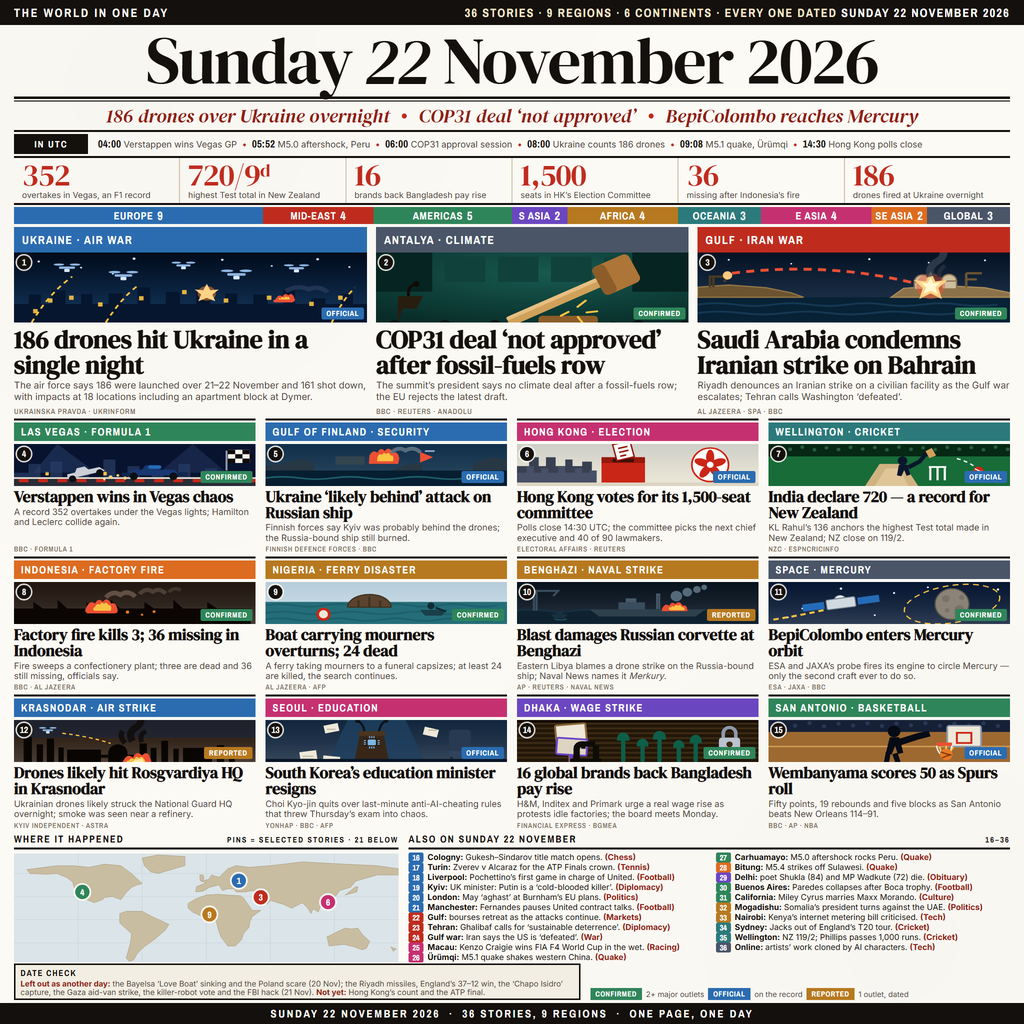 THE WORLD IN ONE DAY
36 STORIES · 9 REGIONS · 6 CONTINENTS · EVERY ONE DATED SUNDAY 22 NOVEMBER 2026
Sunday 22 November 2026
186 drones over Ukraine overnight • COP31 deal ‘not approved’ • BepiColombo reaches Mercury
IN UTC
04:00 Verstappen wins Vegas GP • 05:52 M5.0 aftershock, Peru • 06:00 COP31 approval session • 08:00 Ukraine counts 186 drones • 09:08 M5.1 quake, Ürümqi • 14:30 Hong Kong polls close
352
overtakes in Vegas, an F1 record
720/9d
highest Test total in New Zealand
16
brands back Bangladesh pay rise
1,500
seats in HK's Election Committee
36
missing after Indonesia's fire
186
drones fired at Ukraine overnight
EUROPE 9
MID-EAST 4
AMERICAS 5
S ASIA 2
AFRICA 4
OCEANIA 3
E ASIA 4
SE ASIA 2
GLOBAL 3
UKRAINE · AIR WAR
1
OFFICIAL
186 drones hit Ukraine in a
single night
The air force says 186 were launched over 21–22 November and 161 shot down,
with impacts at 18 locations including an apartment block at Dymer.
UKRAINSKA PRAVDA · UKRINFORM
ANTALYA · CLIMATE
2
CONFIRMED
COP31 deal ‘not approved’
after fossil-fuels row
The summit's president says no climate deal after a fossil-fuels row;
the EU rejects the latest draft.
BBC · REUTERS · ANADOLU
GULF · IRAN WAR
3
CONFIRMED
Saudi Arabia condemns
Iranian strike on Bahrain
Riyadh denounces an Iranian strike on a civilian facility as the Gulf war
escalates; Tehran calls Washington ‘defeated’.
AL JAZEERA · SPA · BBC
LAS VEGAS · FORMULA 1
4
CONFIRMED
Verstappen wins in Vegas chaos
A record 352 overtakes under the Vegas lights; Hamilton
and Leclerc collide again.
BBC · FORMULA 1
GULF OF FINLAND · SECURITY
5
OFFICIAL
Ukraine ‘likely behind’ attack on
Russian ship
Finnish forces say Kyiv was probably behind the drones;
the Russia-bound ship still burned.
FINNISH DEFENCE FORCES · BBC
HONG KONG · ELECTION
6
OFFICIAL
Hong Kong votes for its 1,500-seat
committee
Polls close 14:30 UTC; the committee picks the next chief
executive and 40 of 90 lawmakers.
ELECTORAL AFFAIRS · REUTERS
WELLINGTON · CRICKET
7
OFFICIAL
India declare 720 — a record for
New Zealand
KL Rahul's 136 anchors the highest Test total made in
New Zealand; NZ close on 119/2.
NZC · ESPNCRICINFO
INDONESIA · FACTORY FIRE
8
CONFIRMED
Factory fire kills 3; 36 missing in
Indonesia
Fire sweeps a confectionery plant; three are dead and 36
still missing, officials say.
BBC · AL JAZEERA
NIGERIA · FERRY DISASTER
9
CONFIRMED
Boat carrying mourners
overturns; 24 dead
A ferry taking mourners to a funeral capsizes; at least 24
are killed, the search continues.
AL JAZEERA · AFP
BENGHAZI · NAVAL STRIKE
10
REPORTED
Blast damages Russian corvette at
Benghazi
Eastern Libya blames a drone strike on the Russia-bound
ship; Naval News names it Merkury.
AP · REUTERS · NAVAL NEWS
SPACE · MERCURY
11
CONFIRMED
BepiColombo enters Mercury
orbit
ESA and JAXA's probe fires its engine to circle Mercury —
only the second craft ever to do so.
ESA · JAXA · BBC
KRASNODAR · AIR STRIKE
12
REPORTED
Drones likely hit Rosgvardiya HQ
in Krasnodar
Ukrainian drones likely struck the National Guard HQ
overnight; smoke was seen near a refinery.
KYIV INDEPENDENT · ASTRA
SEOUL · EDUCATION
13
OFFICIAL
South Korea's education minister
resigns
Choi Kyo-jin quits over last-minute anti-AI-cheating rules
that threw Thursday's exam into chaos.
YONHAP · BBC · AFP
DHAKA · WAGE STRIKE
14
CONFIRMED
16 global brands back Bangladesh
pay rise
H&M, Inditex and Primark urge a real wage rise as
protests idle factories; the board meets Monday.
FINANCIAL EXPRESS · BGMEA
SAN ANTONIO · BASKETBALL
15
OFFICIAL
Wembanyama scores 50 as Spurs
roll
Fifty points, 19 rebounds and five blocks as San Antonio
beats New Orleans 114–91.
BBC · AP · NBA
WHERE IT HAPPENED
PINS = SELECTED STORIES · 21 BELOW
4
1
3
6
9
ALSO ON SUNDAY 22 NOVEMBER
16–36
16 Cologny: Gukesh–Sindarov title match opens. (Chess)
17 Turin: Zverev v Alcaraz for the ATP Finals crown. (Tennis)
18 Liverpool: Pochettino's first game in charge of United. (Football)
19 Kyiv: UK minister: Putin is a ‘cold-blooded killer’. (Diplomacy)
20 London: May ‘aghast’ at Burnham's EU plans. (Politics)
21 Manchester: Fernandes pauses United contract talks. (Football)
22 Gulf: bourses retreat as the attacks continue. (Markets)
23 Tehran: Ghalibaf calls for ‘sustainable deterrence’. (Diplomacy)
24 Gulf war: Iran says the US is ‘defeated’. (War)
25 Macau: Kenzo Craigie wins FIA F4 World Cup in the wet. (Racing)
26 Ürümqi: M5.1 quake shakes western China. (Quake)
27 Carhuamayo: M5.0 aftershock rocks Peru. (Quake)
28 Bitung: M5.4 strikes off Sulawesi. (Quake)
29 Delhi: poet Shukla (84) and MP Wadkute (72) die. (Obituary)
30 Buenos Aires: Paredes collapses after Boca trophy. (Football)
31 California: Miley Cyrus marries Maxx Morando. (Culture)
32 Mogadishu: Somalia's president turns against the UAE. (Politics)
33 Nairobi: Kenya's internet metering bill criticised. (Tech)
34 Sydney: Jacks out of England's T20 tour. (Cricket)
35 Wellington: NZ 119/2; Phillips passes 1,000 runs. (Cricket)
36 Online: artists' work cloned by AI characters. (Tech)
DATE CHECK
Left out as another day: the Bayelsa ‘Love Boat’ sinking and the Poland scare (20 Nov); the Riyadh missiles, England's 37–12 win, the ‘Chapo Isidro’
capture, the Gaza aid-van strike, the killer-robot vote and the FBI hack (21 Nov). Not yet: Hong Kong's count and the ATP final.
CONFIRMED 2+ major outlets OFFICIAL on the record REPORTED 1 outlet, dated
SUNDAY 22 NOVEMBER 2026 · 36 STORIES, 9 REGIONS · ONE PAGE, ONE DAY